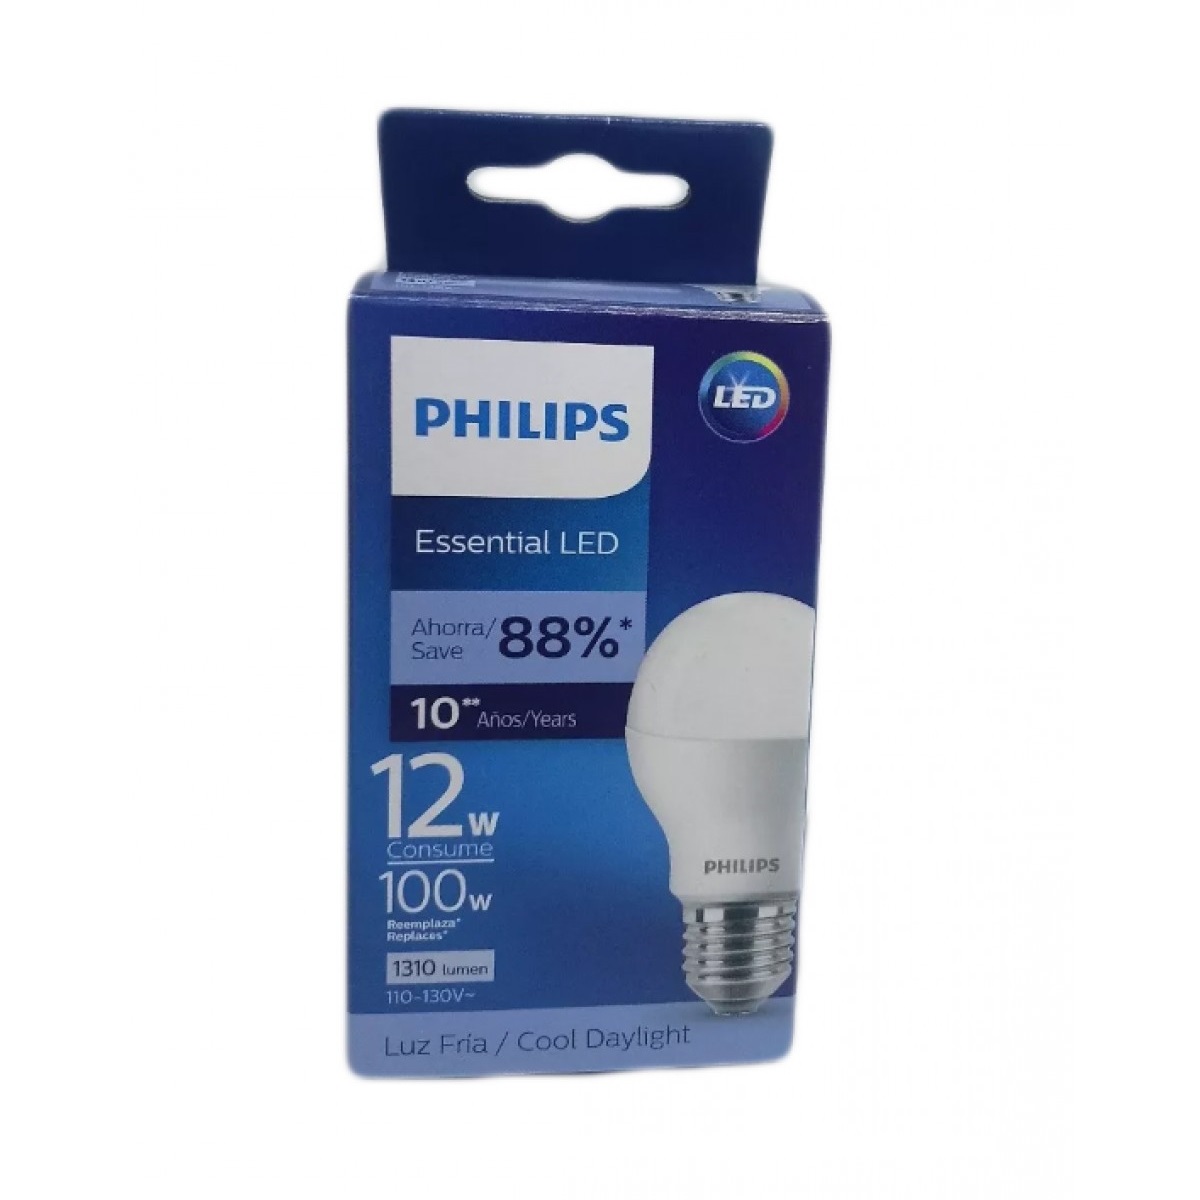 PHILIPS
LED
Essential LED
Ahorra/
Save
88%*
10** Años/Years
12w
Consume
100w
Reemplaza*
Replaces*
1310 lumen
110-130V~
PHILIPS
Luz Fría / Cool Daylight